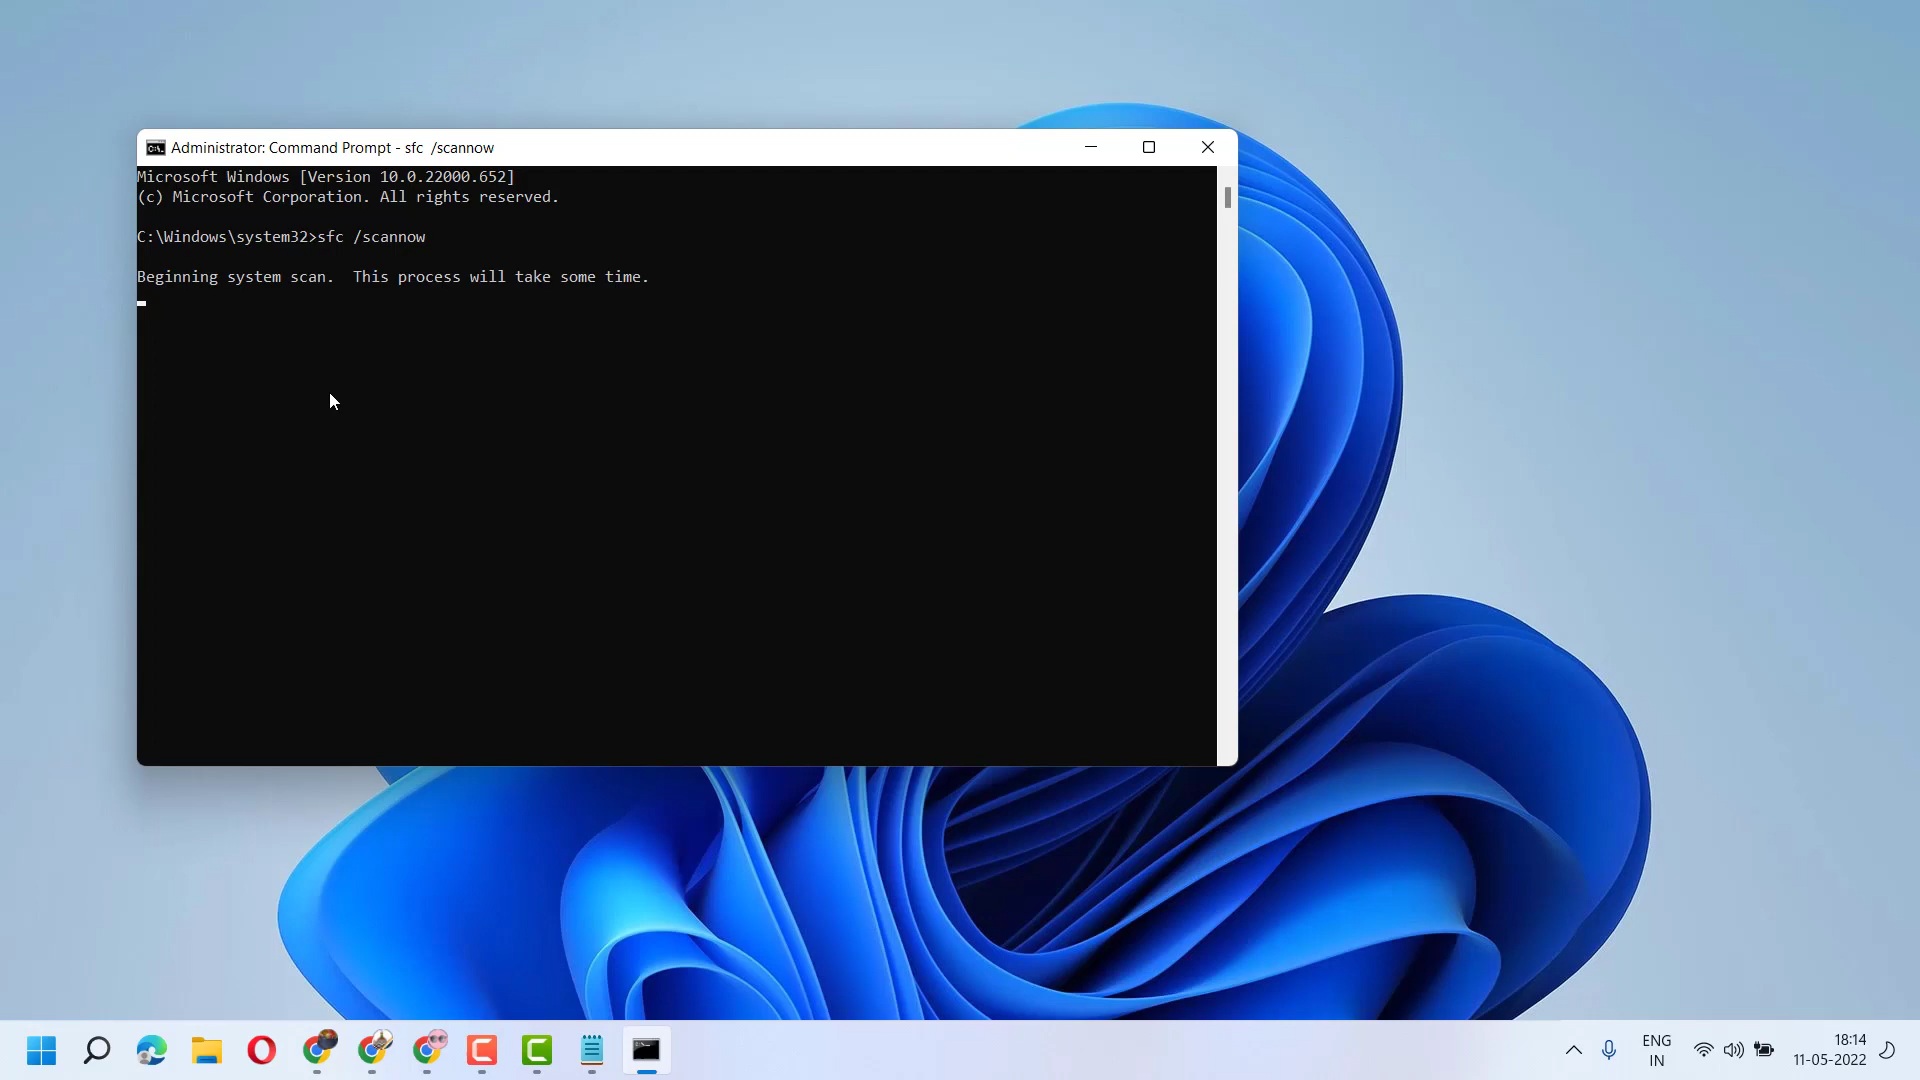 Administrator: Command Prompt - sfc  /scannow
Microsoft Windows [Version 10.0.22000.652]
(c) Microsoft Corporation. All rights reserved.
C:\Windows\system32>sfc /scannow
Beginning system scan.  This process will take some time.
ENG
IN
18:14
11-05-2022